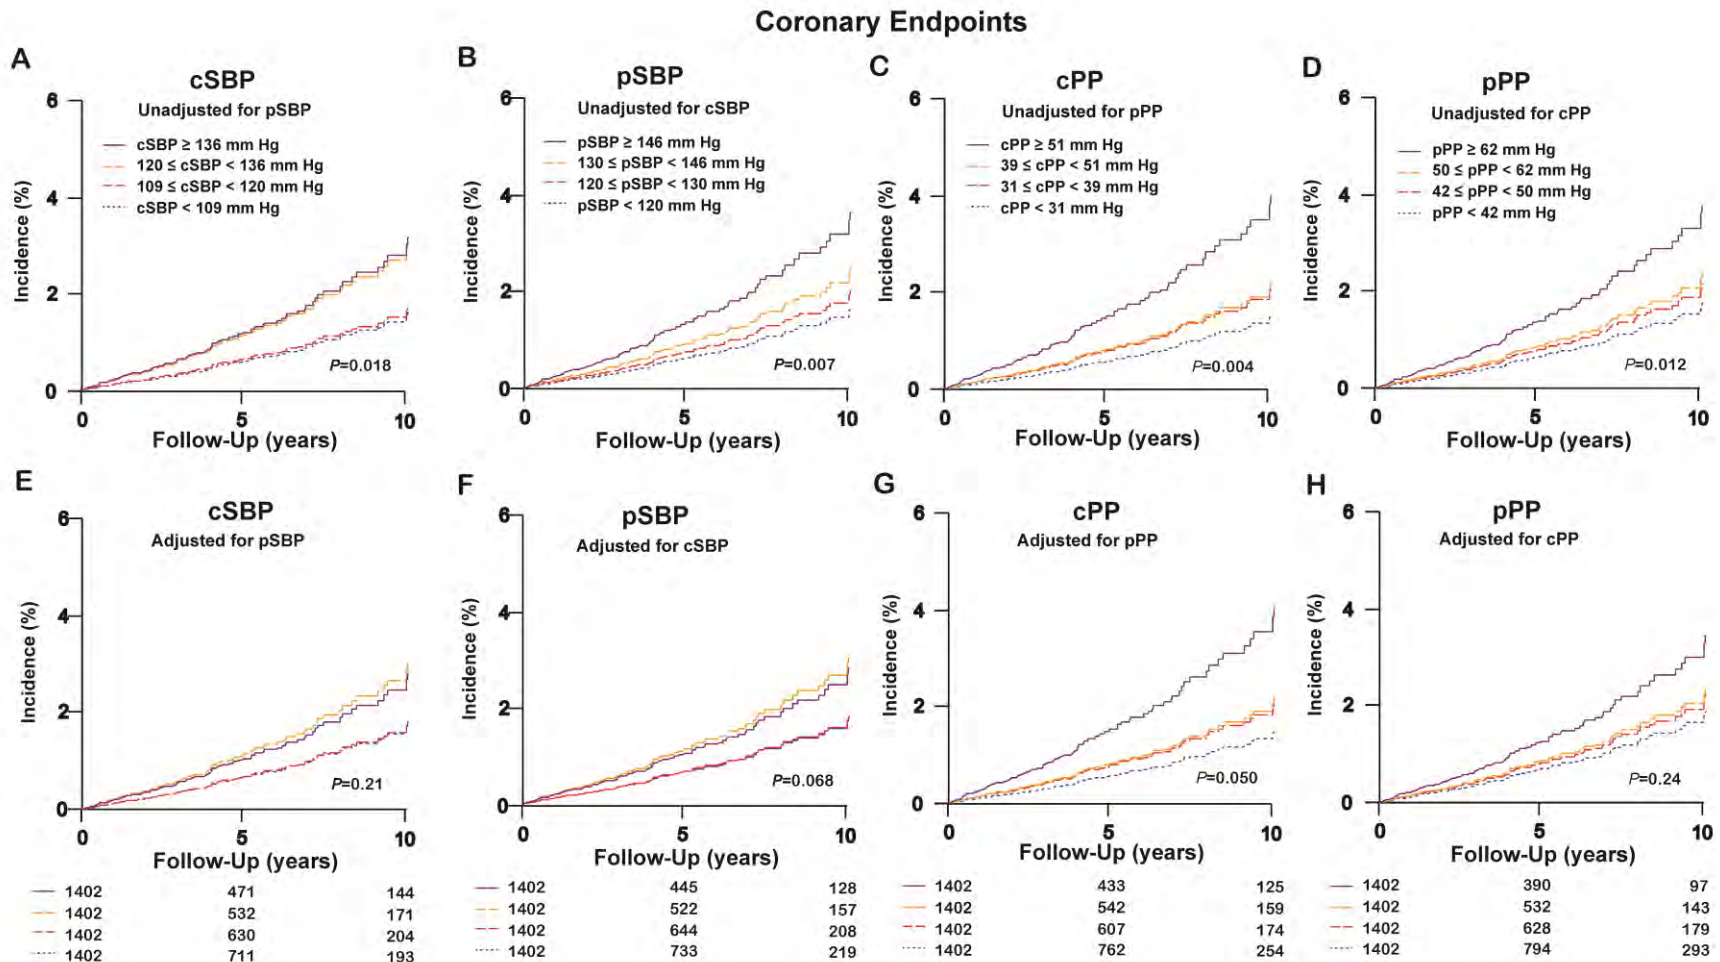 Coronary Endpoints
A
cSBP
Unadjusted for pSBP
cSBP ≥ 136 mm Hg
120 ≤ cSBP < 136 mm Hg
109 ≤ cSBP < 120 mm Hg
cSBP < 109 mm Hg
Incidence (%)
6
4
2
0
P=0.018
0
5
10
Follow-Up (years)
B
pSBP
Unadjusted for cSBP
pSBP ≥ 146 mm Hg
130 ≤ pSBP < 146 mm Hg
120 ≤ pSBP < 130 mm Hg
pSBP < 120 mm Hg
Incidence (%)
6
4
2
0
P=0.007
0
5
10
Follow-Up (years)
C
cPP
Unadjusted for pPP
cPP ≥ 51 mm Hg
39 ≤ cPP < 51 mm Hg
31 ≤ cPP < 39 mm Hg
cPP < 31 mm Hg
Incidence (%)
6
4
2
0
P=0.004
0
5
10
Follow-Up (years)
D
pPP
Unadjusted for cPP
pPP ≥ 62 mm Hg
50 ≤ pPP < 62 mm Hg
42 ≤ pPP < 50 mm Hg
pPP < 42 mm Hg
Incidence (%)
6
4
2
0
P=0.012
0
5
10
Follow-Up (years)
E
cSBP
Adjusted for pSBP
Incidence (%)
6
4
2
0
P=0.21
0
5
10
Follow-Up (years)
1402 471 144
1402 532 171
1402 630 204
1402 711 193
F
pSBP
Adjusted for cSBP
Incidence (%)
6
4
2
0
P=0.068
0
5
10
Follow-Up (years)
1402 445 128
1402 522 157
1402 644 208
1402 733 219
G
cPP
Adjusted for pPP
Incidence (%)
6
4
2
0
P=0.050
0
5
10
Follow-Up (years)
1402 433 125
1402 542 159
1402 607 174
1402 762 254
H
pPP
Adjusted for cPP
Incidence (%)
6
4
2
0
P=0.24
0
5
10
Follow-Up (years)
1402 390 97
1402 532 143
1402 628 179
1402 794 293